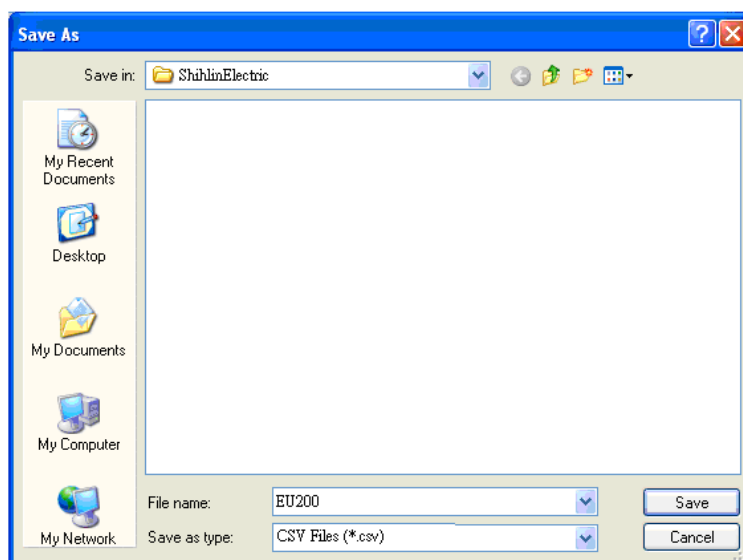 Save As
Save in: ShihlinElectric
My Recent
Documents
Desktop
My Documents
My Computer
My Network
File name: EU200 Save
Save as type: CSV Files (*.csv) Cancel